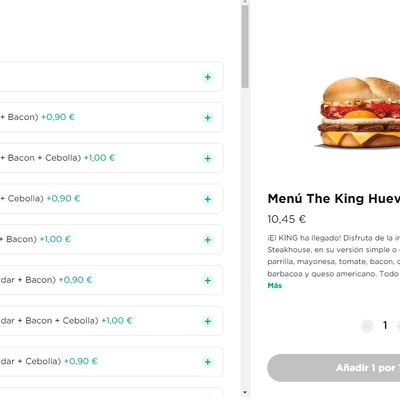 + Bacon) +0,90 €
+ Bacon + Cebolla) +1,00 €
+ Cebolla) +0,90 €
+ Bacon) +1,00 €
dar + Bacon) +0,90 €
dar + Bacon + Cebolla) +1,00 €
dar + Cebolla) +0,90 €
Menú The King Huev
10,45 €
¡El KING ha llegado! Disfruta de la i
Steakhouse, en su versión simple o
parrilla, mayonesa, tomate, bacon,
barbacoa y queso americano. Todo
Más
1
Añadir 1 por